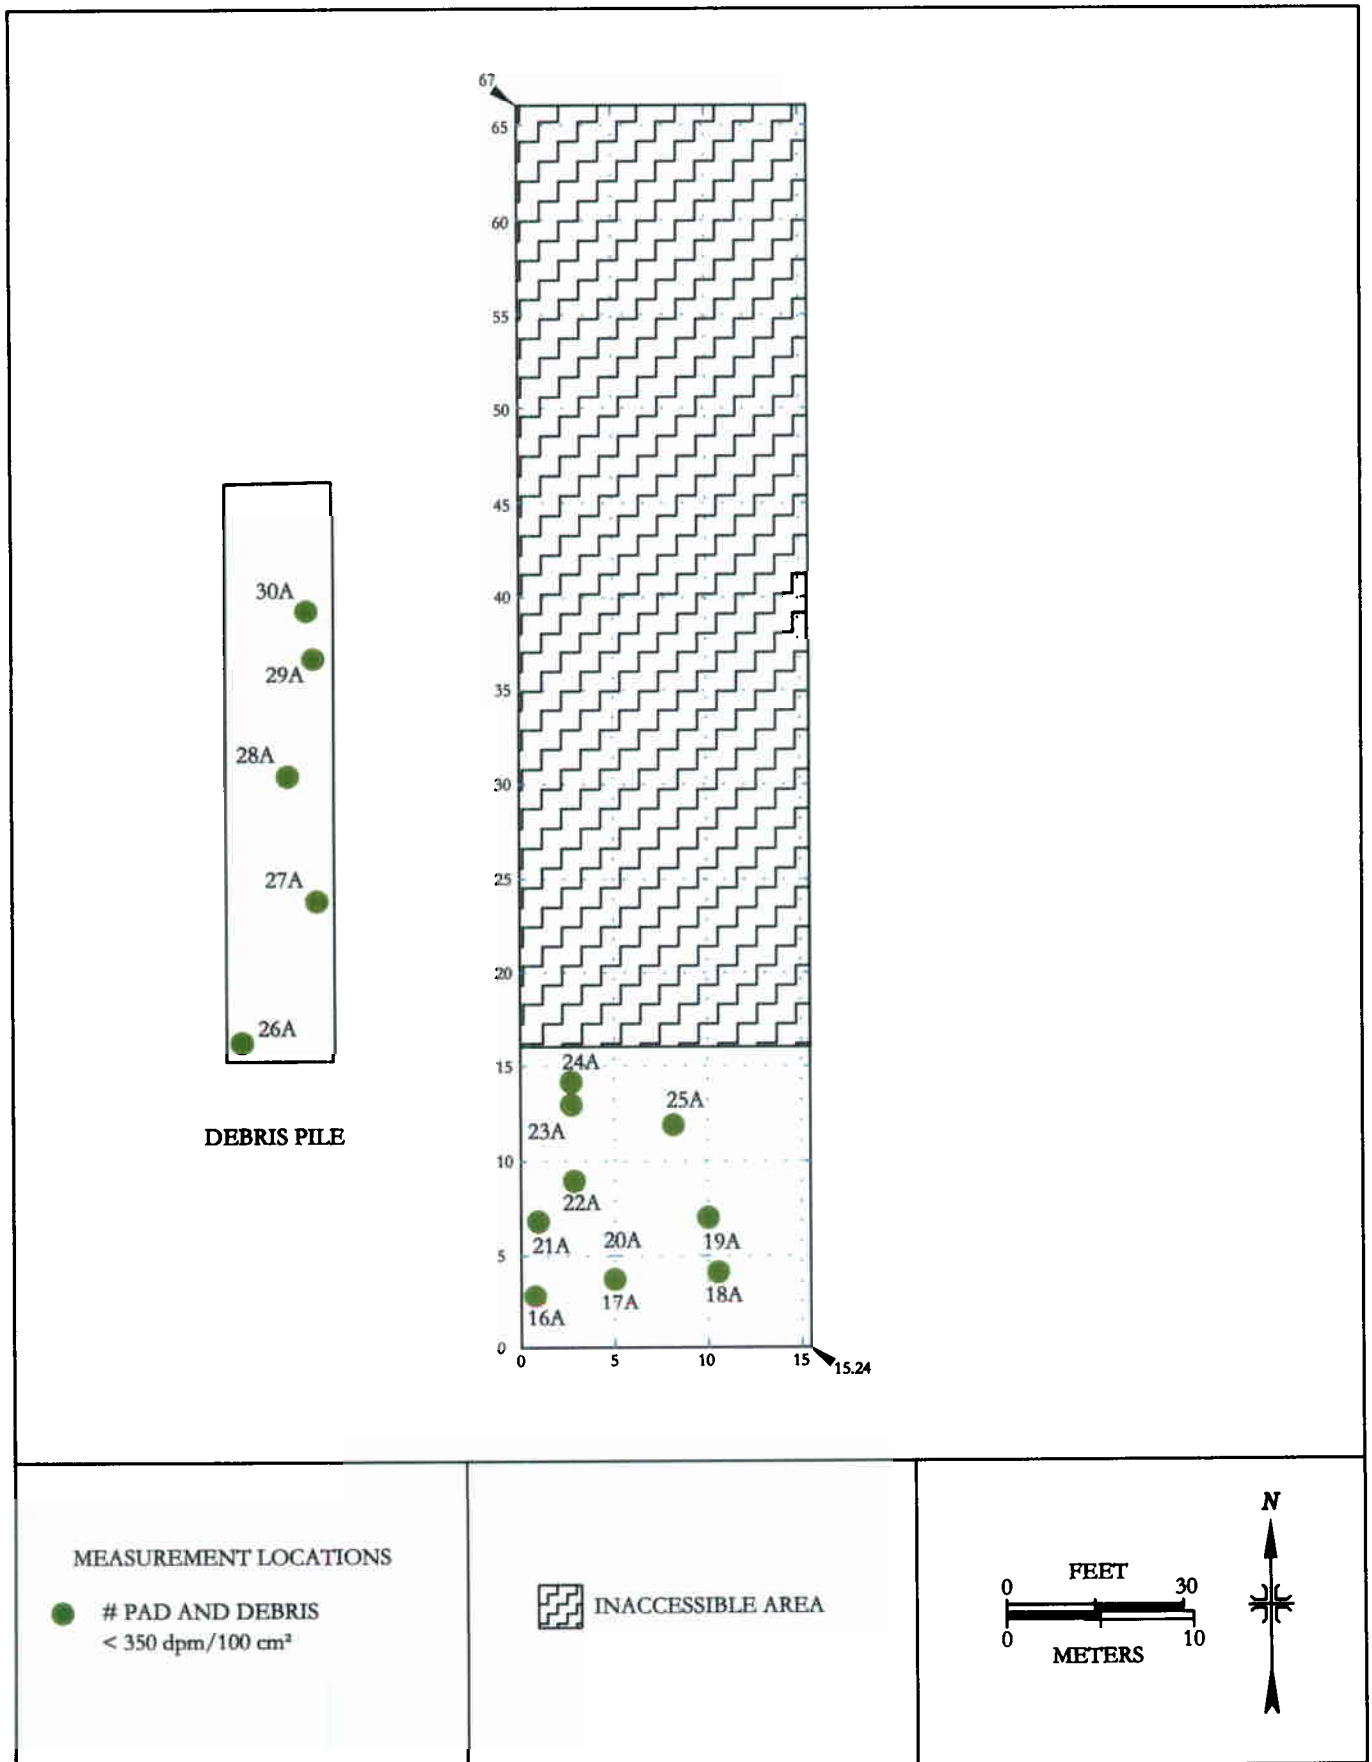 67
65
60
55
50
45
40
35
30
25
20
15
10
5
0
0 5 10 15 15.24
30A
29A
28A
27A
26A
DEBRIS PILE
24A
25A
23A
22A
21A 20A 19A
17A 18A
16A
MEASUREMENT LOCATIONS
# PAD AND DEBRIS
< 350 dpm/100 cm²
INACCESSIBLE AREA
FEET
0 30
0 10
METERS
N